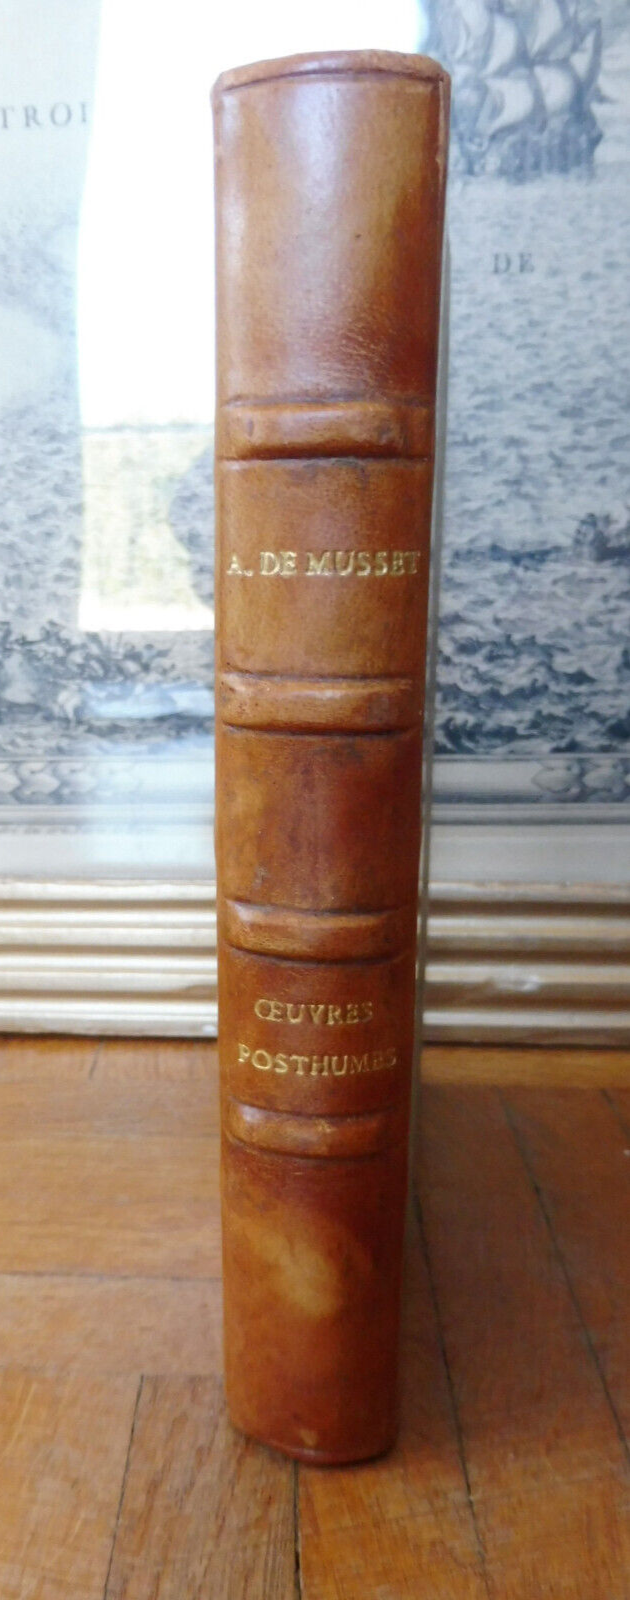 TROI
DE
A. DE MUSSET
ŒUVRES
POSTHUMES